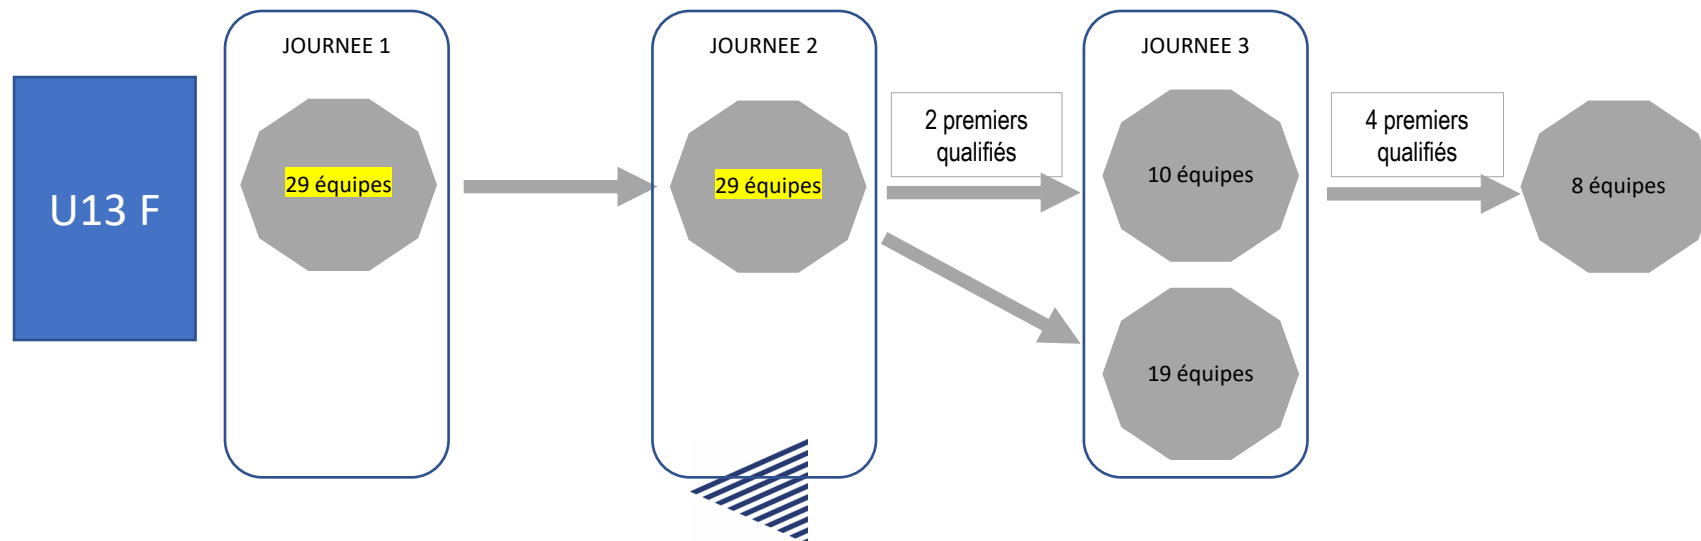 U13 F
JOURNEE 1
29 équipes
JOURNEE 2
29 équipes
2 premiers
qualifiés
JOURNEE 3
10 équipes
19 équipes
4 premiers
qualifiés
8 équipes